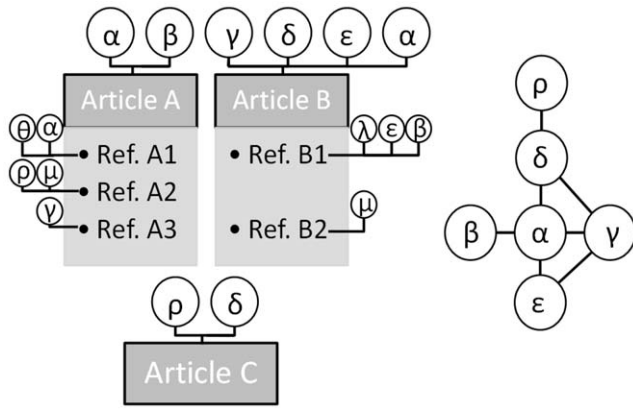 α β γ δ ε α
Article A Article B
θ α
• Ref. A1
• Ref. B1
λ ε β
ρ μ
• Ref. A2
γ
• Ref. A3
• Ref. B2
μ
ρ δ
Article C
ρ
δ
β α γ
ε